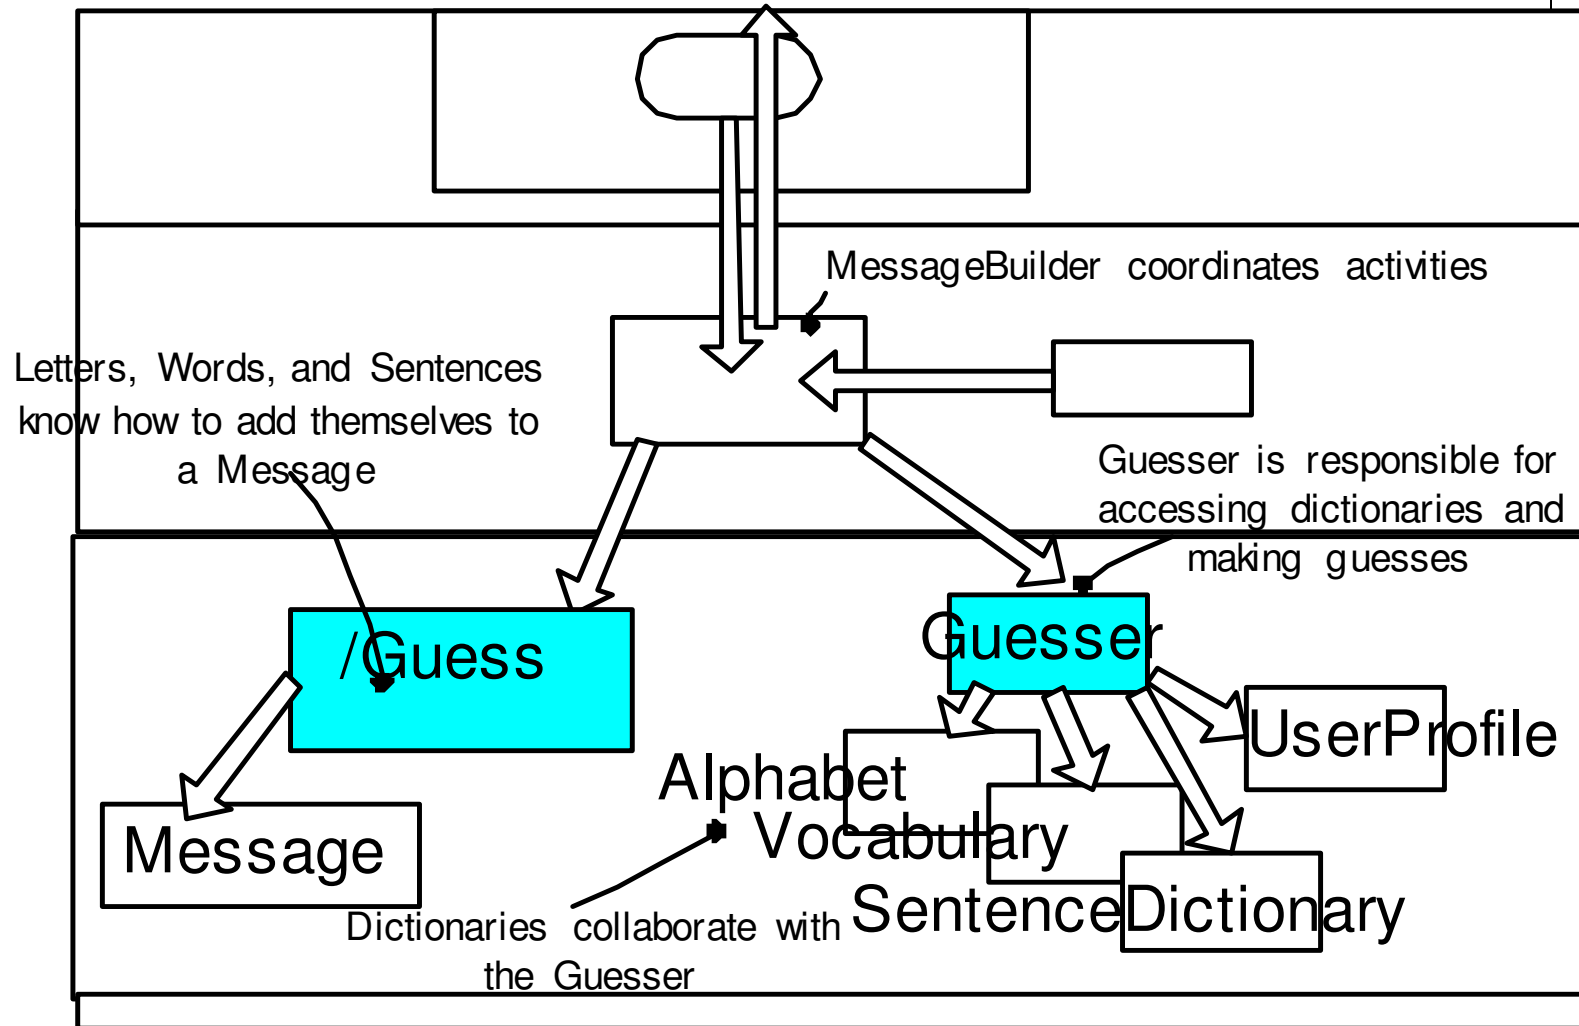 MessageBuilder coordinates activities
Letters, Words, and Sentences
know how to add themselves to
a Message
Guesser is responsible for
accessing dictionaries and
making guesses
/Guess
Guesser
UserProfile
Alphabet
Vocabulary
Message
SentenceDictionary
Dictionaries collaborate with
the Guesser